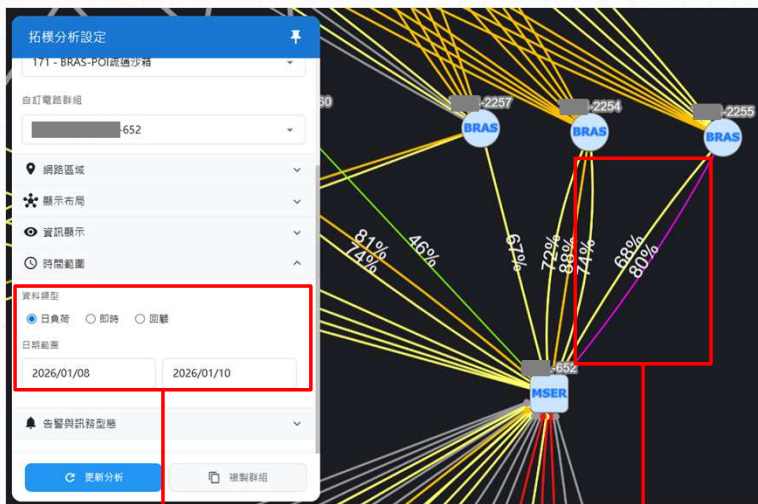 拓樸分析設定
171 - BRAS-POI疏通沙箱
自訂電路群組
-652
網路區域
顯示布局
資訊顯示
時間範圍
資料類型
日負荷 即時 回顧
日期範圍
2026/01/08 2026/01/10
告警與訊務型態
更新分析 複製群組
60
-2257
BRAS
-2254
BRAS
-2255
BRAS
81%
74%
46%
67%
72%
88%
74%
68%
80%
-652
MSER